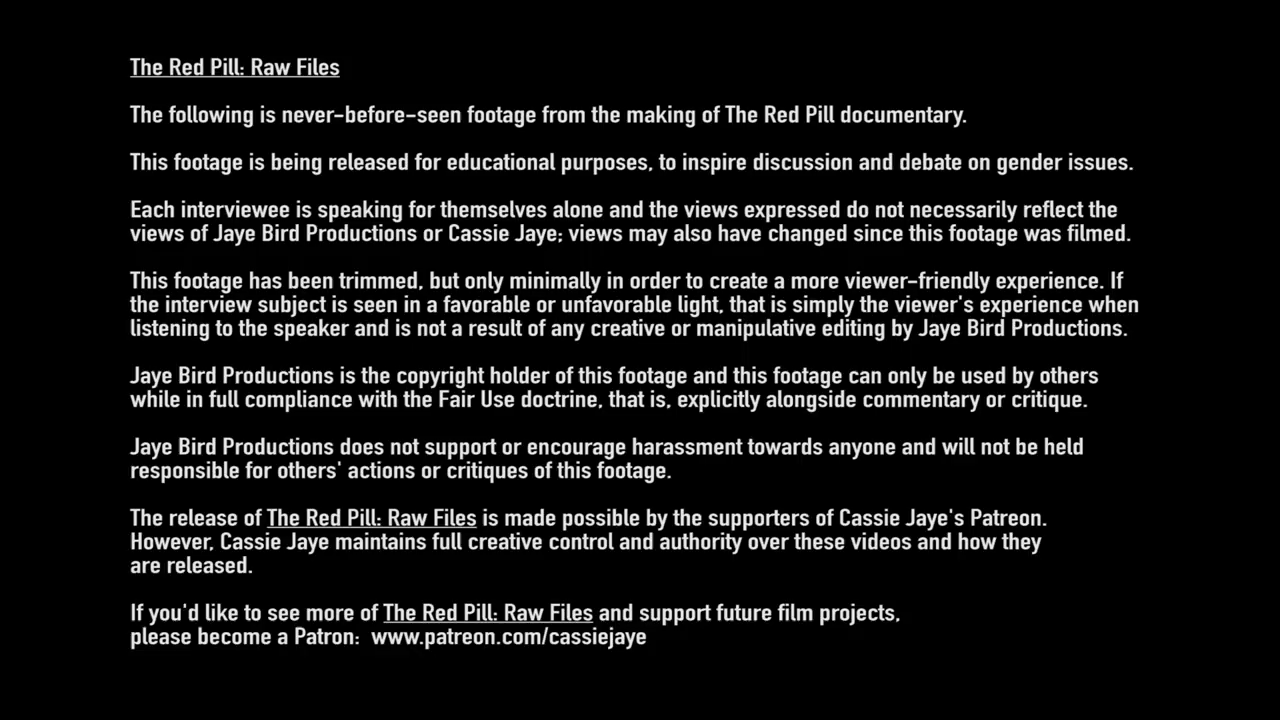 The Red Pill: Raw Files
The following is never-before-seen footage from the making of The Red Pill documentary.
This footage is being released for educational purposes, to inspire discussion and debate on gender issues.
Each interviewee is speaking for themselves alone and the views expressed do not necessarily reflect the
views of Jaye Bird Productions or Cassie Jaye; views may also have changed since this footage was filmed.
This footage has been trimmed, but only minimally in order to create a more viewer-friendly experience. If
the interview subject is seen in a favorable or unfavorable light, that is simply the viewer's experience when
listening to the speaker and is not a result of any creative or manipulative editing by Jaye Bird Productions.
Jaye Bird Productions is the copyright holder of this footage and this footage can only be used by others
while in full compliance with the Fair Use doctrine, that is, explicitly alongside commentary or critique.
Jaye Bird Productions does not support or encourage harassment towards anyone and will not be held
responsible for others' actions or critiques of this footage.
The release of The Red Pill: Raw Files is made possible by the supporters of Cassie Jaye's Patreon.
However, Cassie Jaye maintains full creative control and authority over these videos and how they
are released.
If you'd like to see more of The Red Pill: Raw Files and support future film projects,
please become a Patron: www.patreon.com/cassiejaye